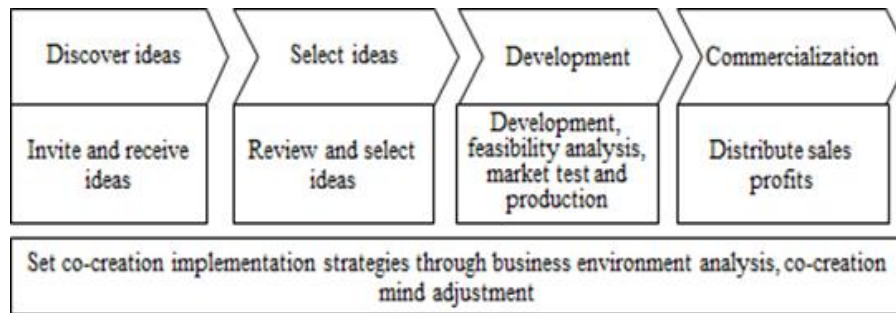 Discover ideas
Select ideas
Development
Commercialization
Invite and receive
ideas
Review and select
ideas
Development,
feasibility analysis,
market test and
production
Distribute sales
profits
Set co-creation implementation strategies through business environment analysis, co-creation
mind adjustment